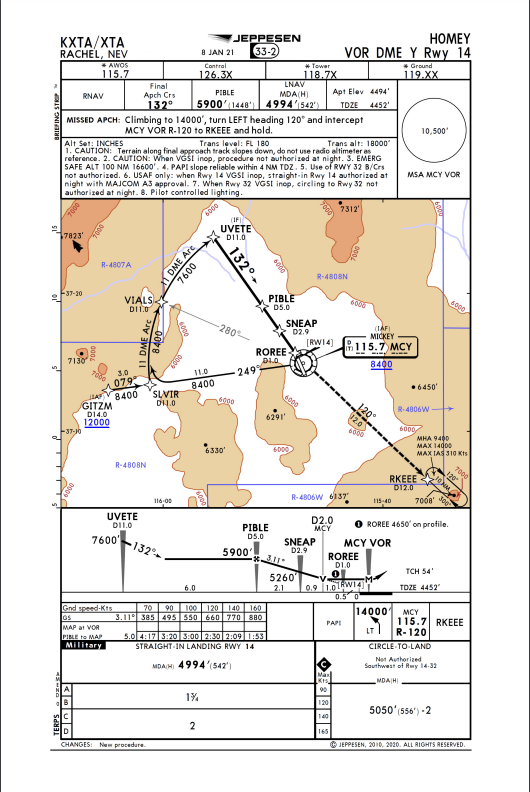 KXTA/XTA
RACHEL, NEV
JEPPESEN
8 JAN 21 33-2
HOMEY
VOR DME Y Rwy 14
* AWOS
115.7
Control
126.3X
* Tower
118.7X
* Ground
119.XX
BRIEFING STRIP
RNAV
Final
Apch Crs
132°
PIBLE
5900' (1448')
LNAV
MDA(H)
4994' (542')
Apt Elev 4494'
TDZE 4452'
MISSED APCH: Climbing to 14000', turn LEFT heading 120° and intercept
MCY VOR R-120 to RKEEE and hold.
Alt Set: INCHES Trans level: FL 180 Trans alt: 18000'
1. CAUTION: Terrain along final approach track slopes down, do not use radio altimeter as
reference. 2. CAUTION: When VGSI inop, procedure not authorized at night. 3. EMERG
SAFE ALT 100 NM 16600'. 4. PAPI slope reliable within 4 NM TDZ. 5. Use of RWY 32 B/Crs
not authorized. 6. USAF only: when Rwy 14 VGSI inop, straight-in Rwy 14 authorized at
night with MAJCOM A3 approval. 7. When Rwy 32 VGSI inop, circling to Rwy 32 not
authorized at night. 8. Pilot controlled lighting.
10,500'
MSA MCY VOR
7000
7823'
6000
(IF)
UVETE
D11.0
7312'
7000
6000
R-4807A
11 DME Arc
7600
132°
R-4808N
15
10
5
0
5
37-20
37-10
VIALS
D11.0
PIBLE
D5.0
280°
SNEAP
D2.9
11 DME Arc
8400
ROREE
D1.0
[RW14]
(IAF)
MICKEY
D
(T) 115.7 MCY
8400
7130'
7000
3.0
079°
8400
(IAF)
GITZM
D14.0
12000
SLVIR
D11.0
11.0
8400
249°
6291'
6330'
6450'
R-4806W
120°
12.0
MHA 9400
MAX 14000
MAX IAS 310 Kts
RKEEE
D12.0
10 NM
120°
300°
7008'
7000
R-4808N
R-4806W
6137'
6000
116-00
115-40
UVETE
D11.0
7600'
132°
PIBLE
D5.0
5900'
3.11°
SNEAP
D2.9
5260'
D2.0
MCY
V
1 ROREE 4650' on profile.
ROREE
D1.0
[RW14]
MCY VOR
M
TCH 54'
TDZE 4452'
6.0 2.1 0.9 1.0 0.5 0
Gnd speed-Kts 70 90 100 120 140 160
GS 3.11° 385 495 550 660 770 880
MAP at VOR
PIBLE to MAP 5.0 4:17 3:20 3:00 2:30 2:09 1:53
PAPI
14000'
LT
MCY
115.7
R-120
RKEEE
Military
STRAIGHT-IN LANDING RWY 14
MDA(H) 4994' (542')
CIRCLE-TO-LAND
Not Authorized
Southwest of Rwy 14-32
C
Max
Kts
MDA(H)
A
B
C
D
1¾
2
90
120
140
165
5050' (556') -2
AMEND 0
TERPS
CHANGES: New procedure.
© JEPPESEN, 2010, 2020. ALL RIGHTS RESERVED.